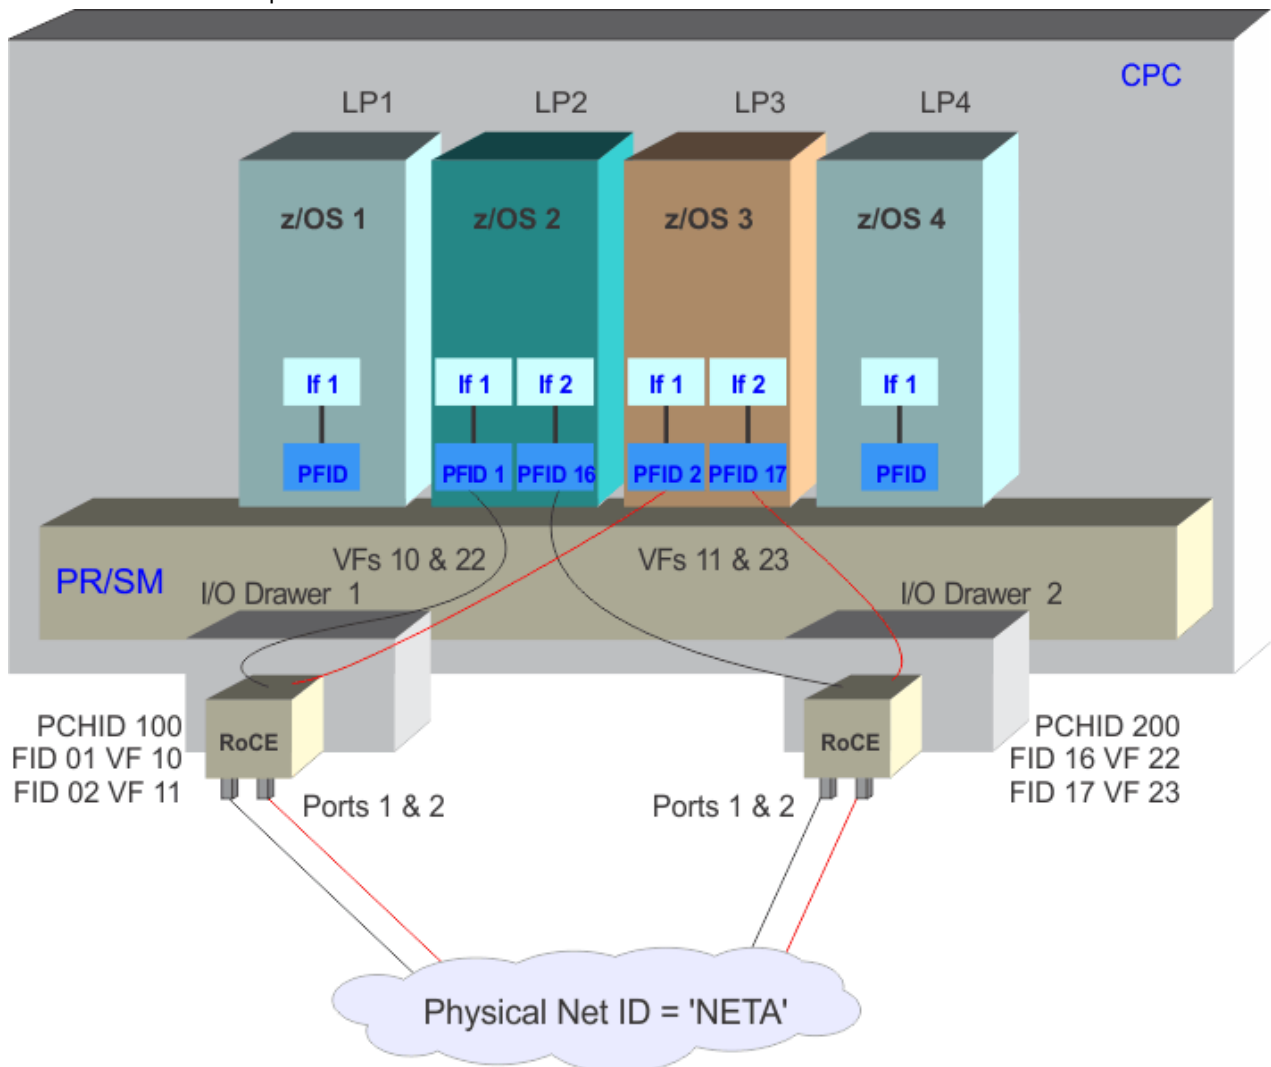 CPC
LP1 LP2 LP3 LP4
z/OS 1 z/OS 2 z/OS 3 z/OS 4
If 1 If 1 If 2 If 1 If 2 If 1
PFID PFID 1 PFID 16 PFID 2 PFID 17 PFID
VFs 10 & 22 VFs 11 & 23
PR/SM
I/O Drawer 1 I/O Drawer 2
PCHID 100
FID 01 VF 10
FID 02 VF 11
RoCE RoCE
PCHID 200
FID 16 VF 22
FID 17 VF 23
Ports 1 & 2 Ports 1 & 2
Physical Net ID = 'NETA'